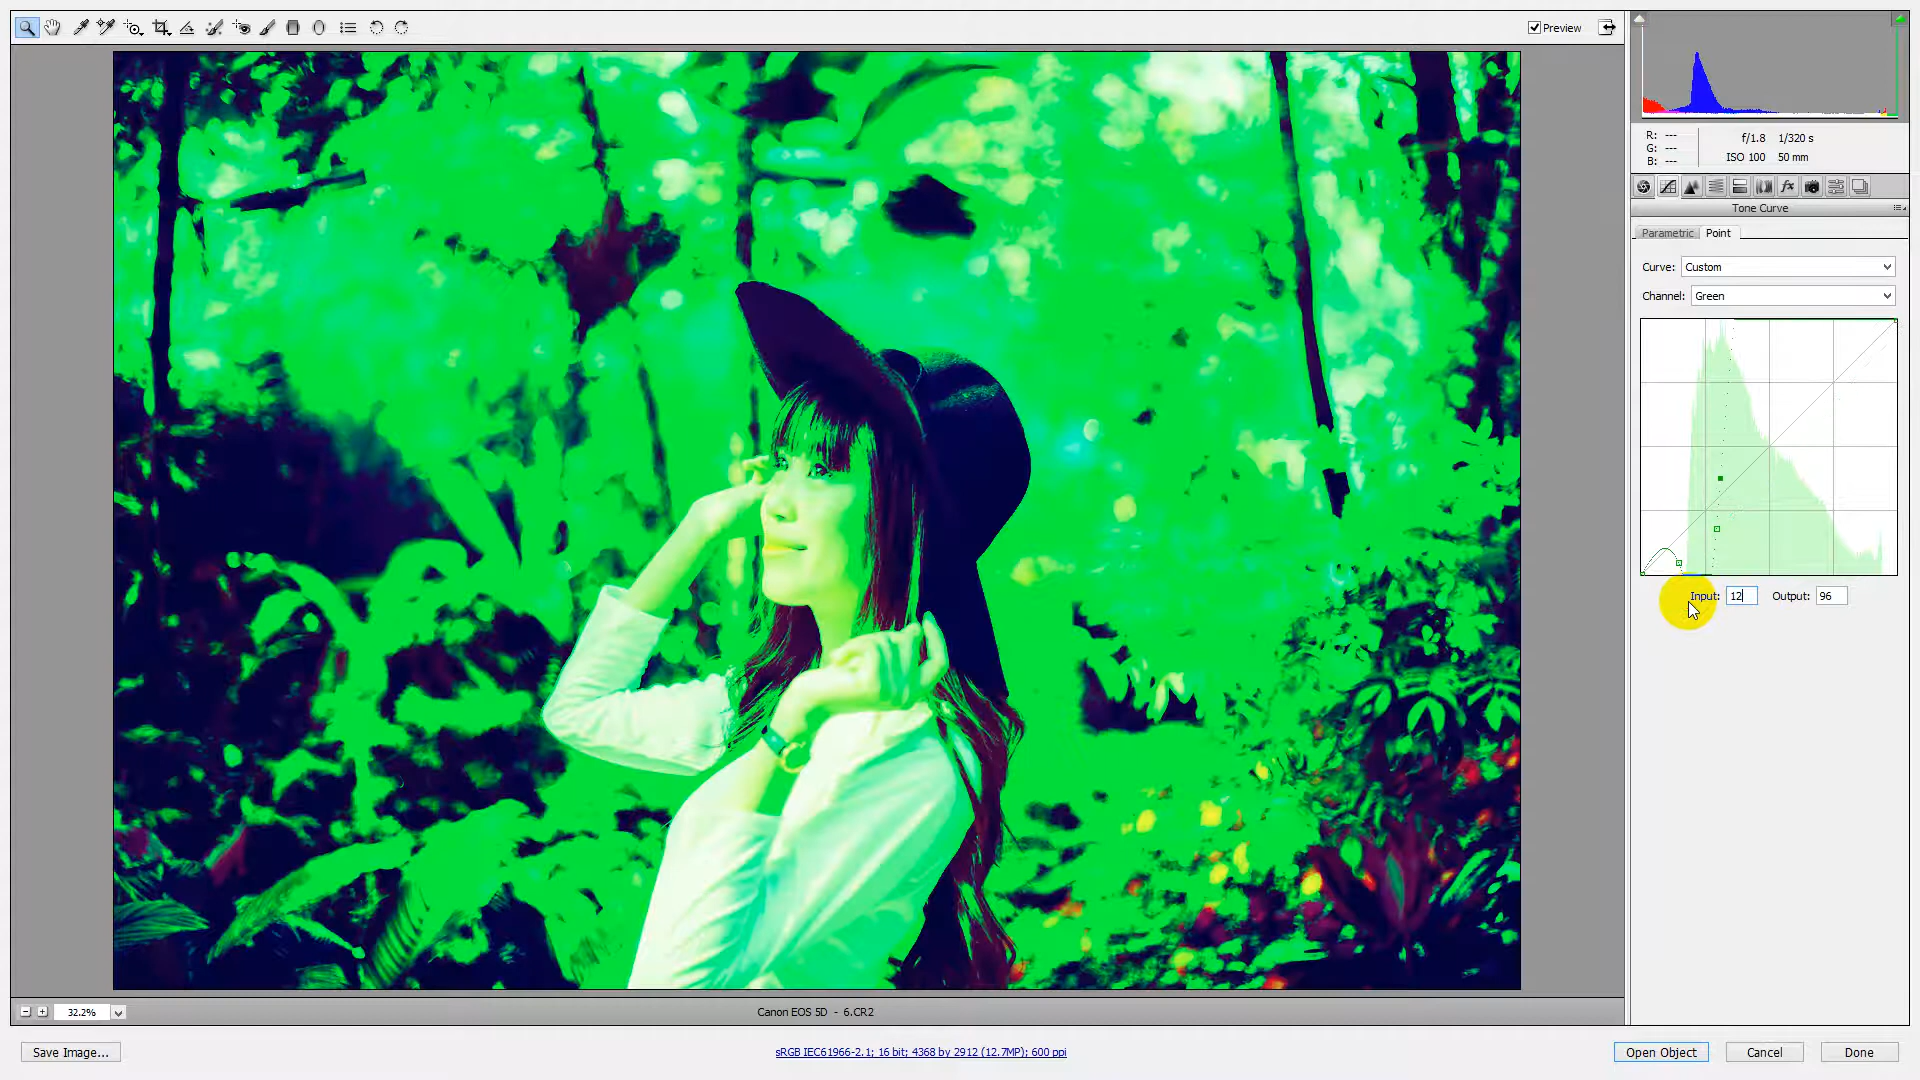 Preview
R: ---
G: ---
B: ---
f/1.8 1/320 s
ISO 100 50 mm
fx
Tone Curve
Parametric Point
Curve: Custom
Channel: Green
Input: 12 Output: 96
32.2% Canon EOS 5D - 6.CR2
Save Image... sRGB IEC61966-2.1; 16 bit; 4368 by 2912 (12.7MP); 600 ppi Open Object Cancel Done